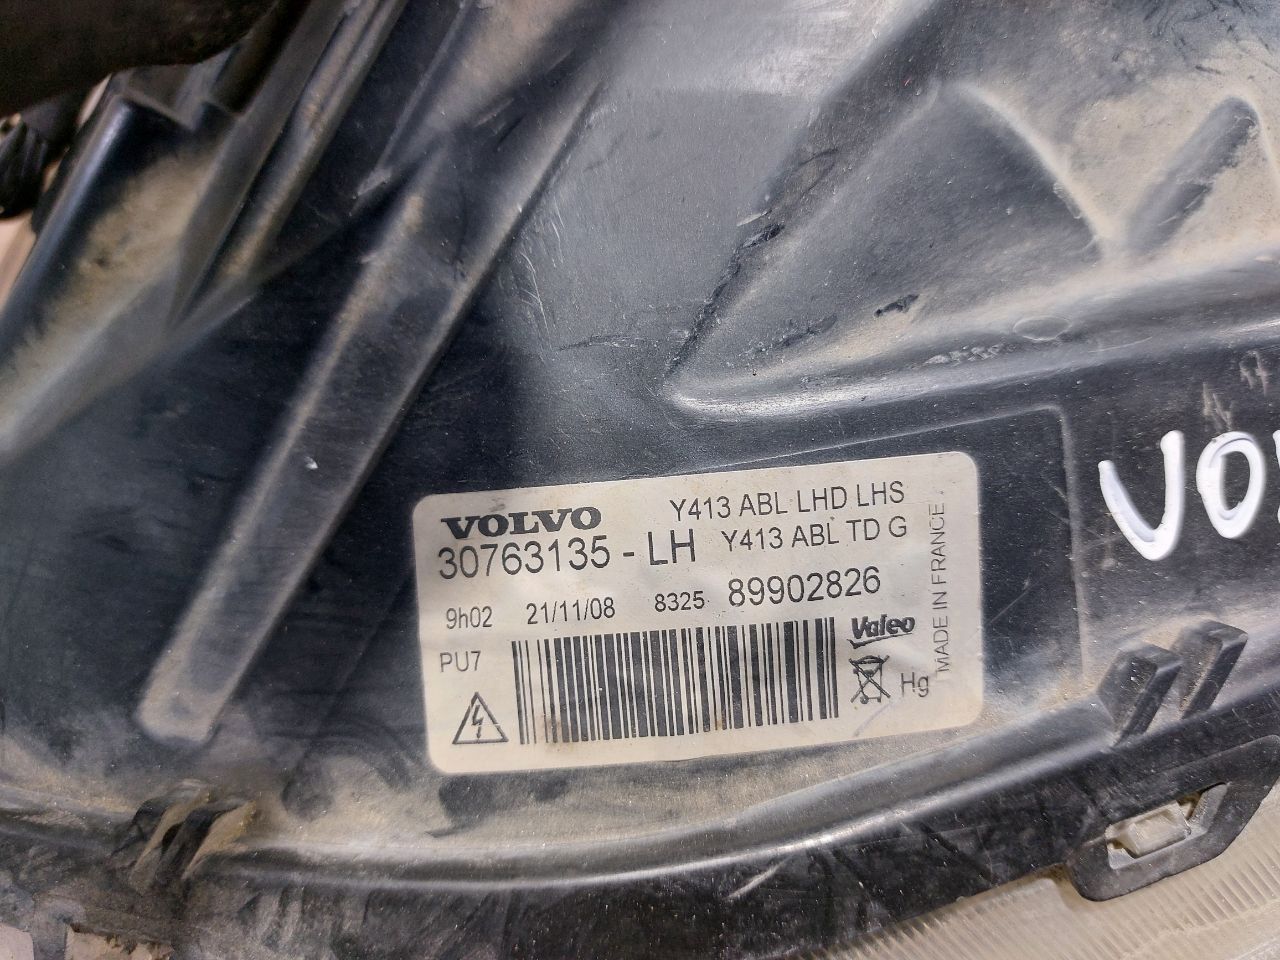 VOLVO Y413 ABL LHD LHS
30763135 - LH Y413 ABL TD G
9h02 21/11/08 8325 89902826
PU7
Valeo
Hg
MADE IN FRANCE